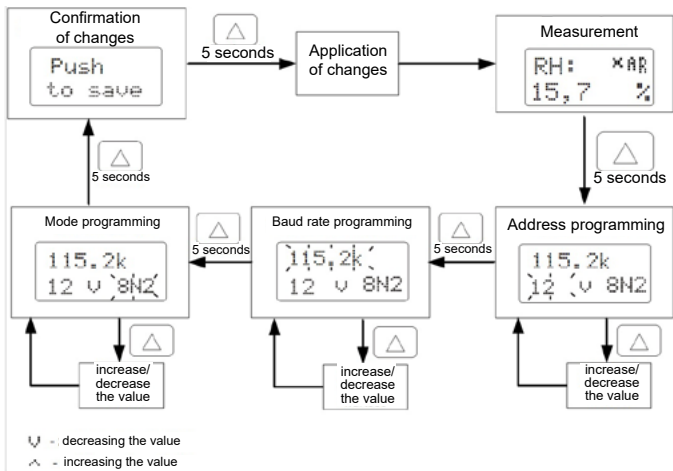 Confirmation
of changes
Push
to save
5 seconds
Application
of changes
Measurement
RH: × AR
15,7 %
5 seconds
5 seconds
Mode programming
115.2k
12 v 8N2
5 seconds
Baud rate programming
115,2k
12 v 8N2
5 seconds
Address programming
115.2k
12 v 8N2
increase/
decrease
the value
increase/
decrease
the value
increase/
decrease
the value
v - decreasing the value
^ - increasing the value